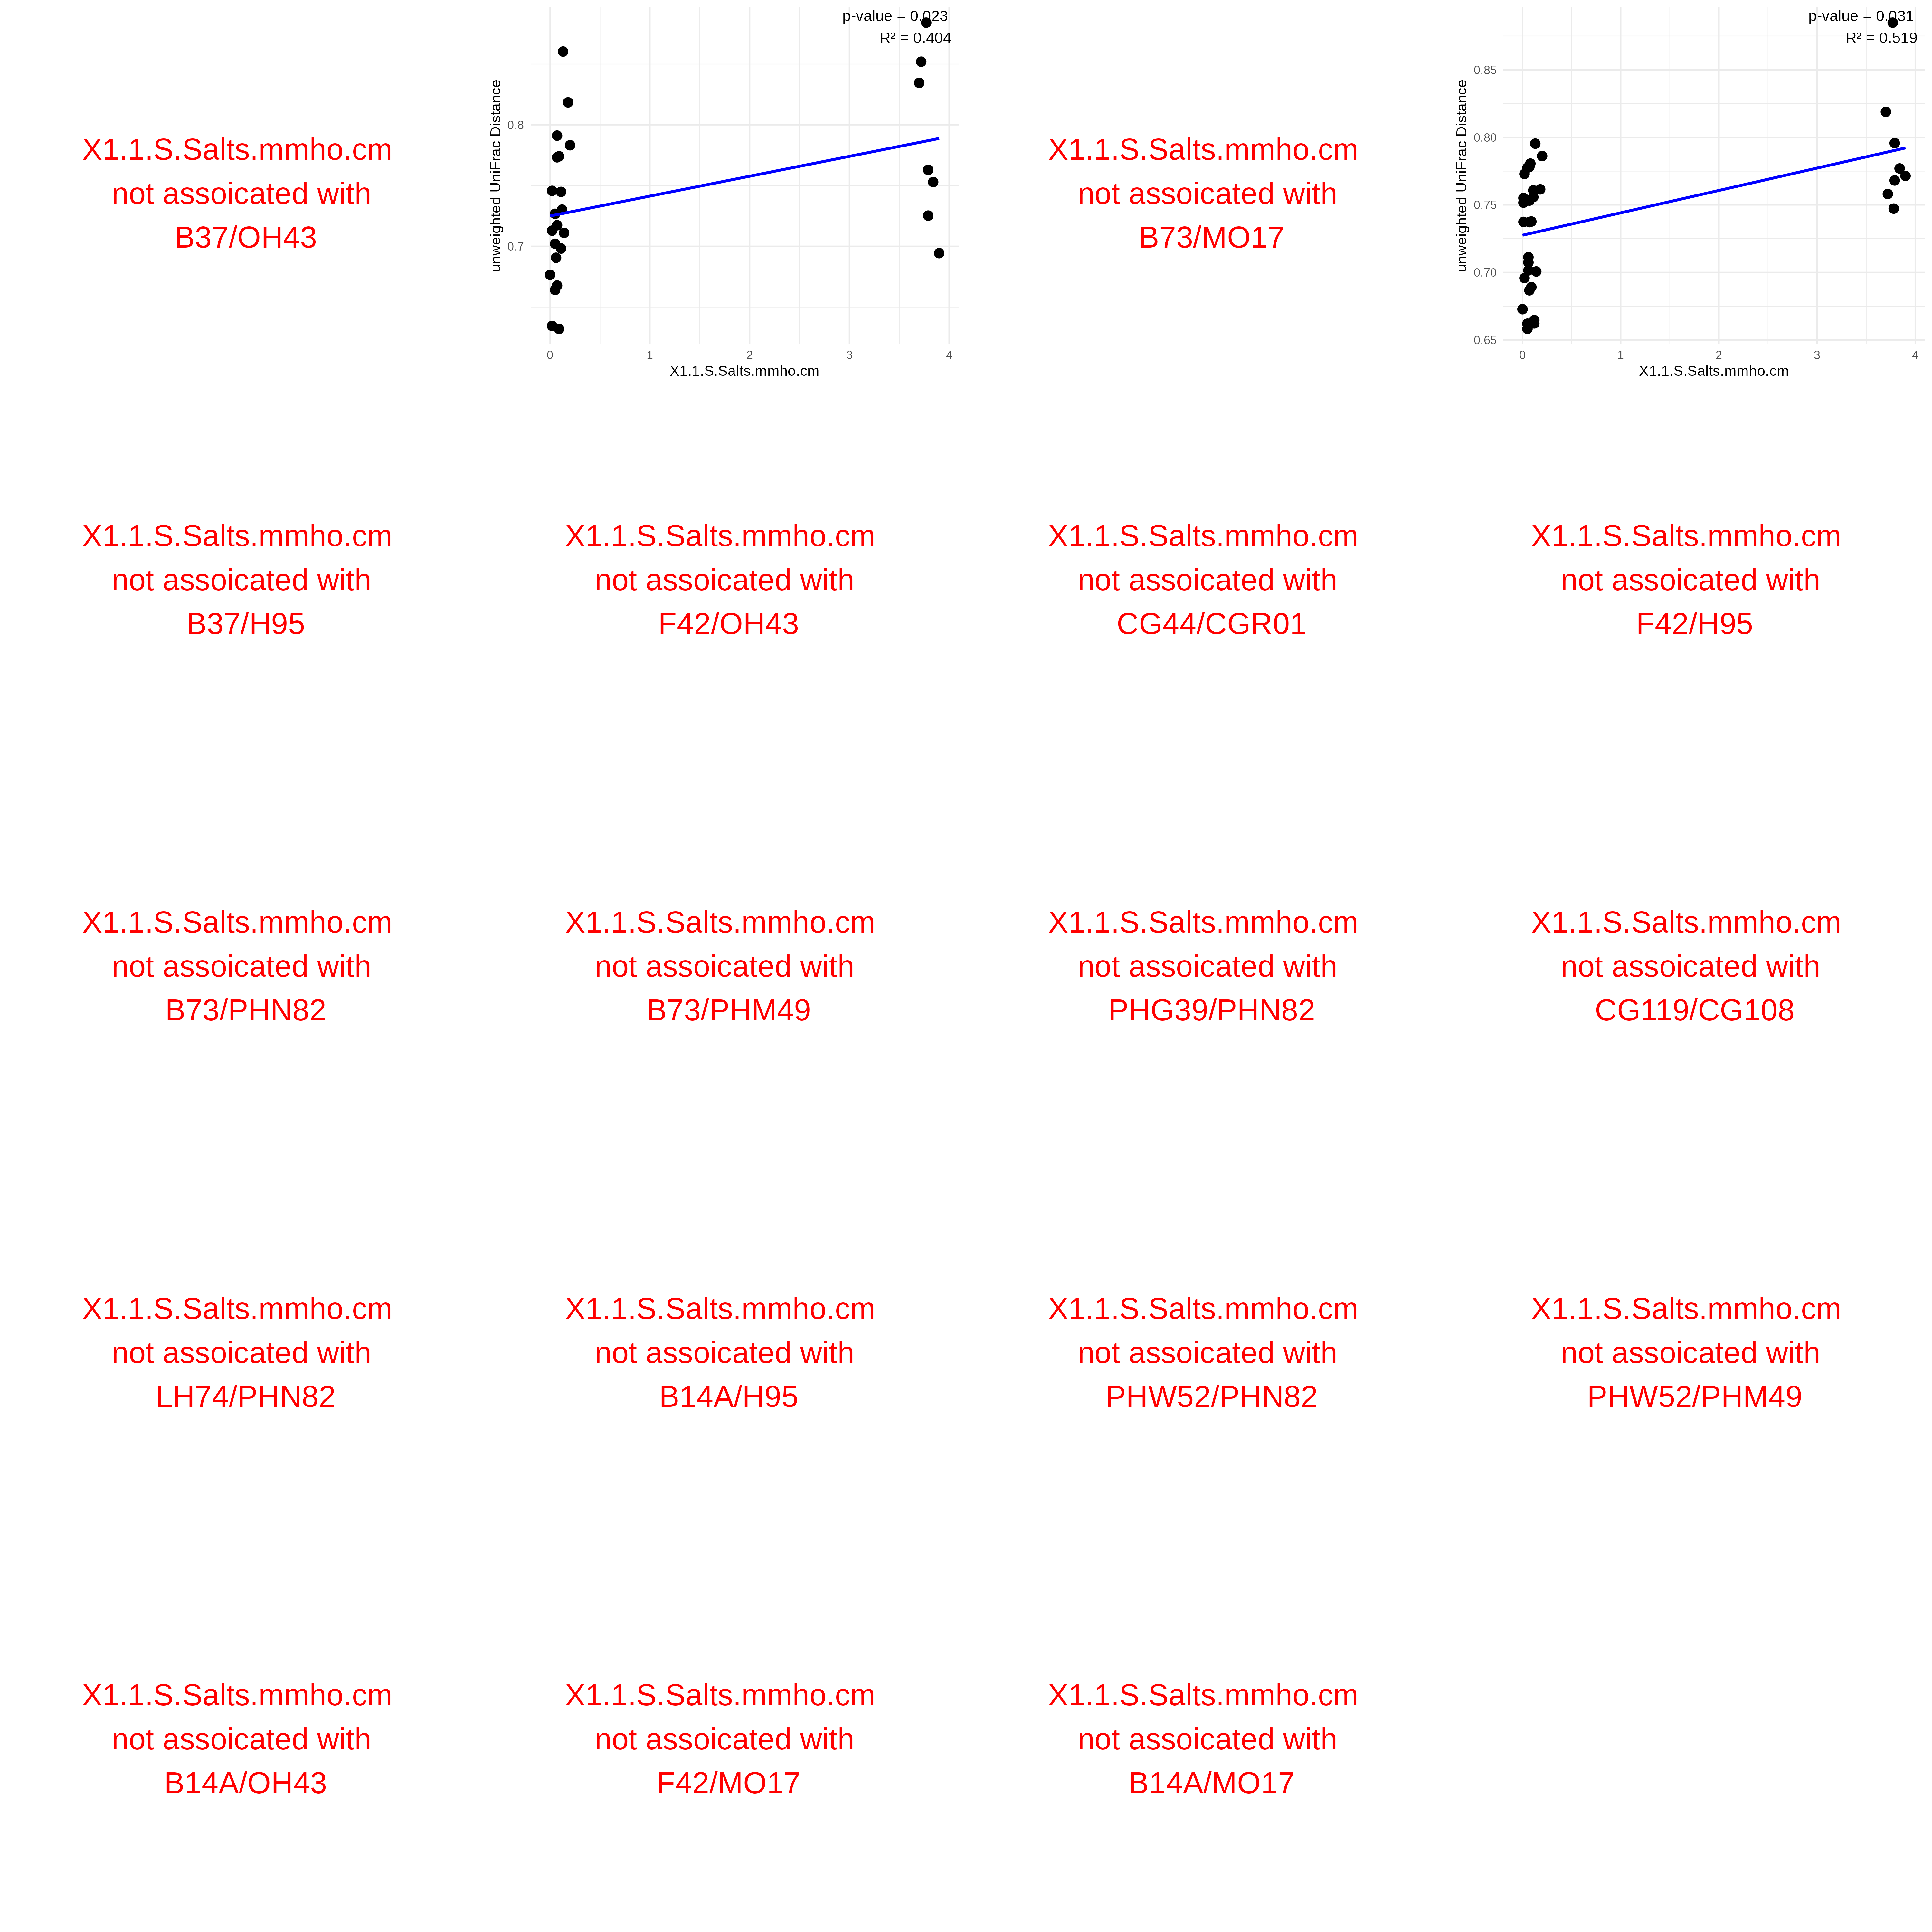 X1.1.S.Salts.mmho.cm
not assoicated with
B37/OH43
p-value = 0.023
R² = 0.404
unweighted UniFrac Distance
0.8
0.7
0
1
2
3
4
X1.1.S.Salts.mmho.cm
X1.1.S.Salts.mmho.cm
not assoicated with
B73/MO17
p-value = 0.031
R² = 0.519
unweighted UniFrac Distance
0.85
0.80
0.75
0.70
0.65
0
1
2
3
4
X1.1.S.Salts.mmho.cm
X1.1.S.Salts.mmho.cm
not assoicated with
B37/H95
X1.1.S.Salts.mmho.cm
not assoicated with
F42/OH43
X1.1.S.Salts.mmho.cm
not assoicated with
CG44/CGR01
X1.1.S.Salts.mmho.cm
not assoicated with
F42/H95
X1.1.S.Salts.mmho.cm
not assoicated with
B73/PHN82
X1.1.S.Salts.mmho.cm
not assoicated with
B73/PHM49
X1.1.S.Salts.mmho.cm
not assoicated with
PHG39/PHN82
X1.1.S.Salts.mmho.cm
not assoicated with
CG119/CG108
X1.1.S.Salts.mmho.cm
not assoicated with
LH74/PHN82
X1.1.S.Salts.mmho.cm
not assoicated with
B14A/H95
X1.1.S.Salts.mmho.cm
not assoicated with
PHW52/PHN82
X1.1.S.Salts.mmho.cm
not assoicated with
PHW52/PHM49
X1.1.S.Salts.mmho.cm
not assoicated with
B14A/OH43
X1.1.S.Salts.mmho.cm
not assoicated with
F42/MO17
X1.1.S.Salts.mmho.cm
not assoicated with
B14A/MO17